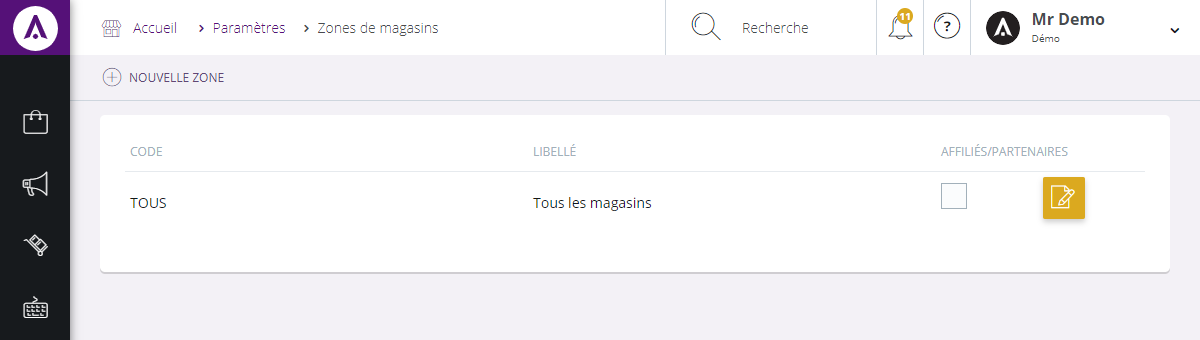 Accueil > Paramètres > Zones de magasins
Recherche
11
?
Mr Demo
Démo
NOUVELLE ZONE
CODE LIBELLÉ AFFILIÉS/PARTENAIRES
TOUS Tous les magasins